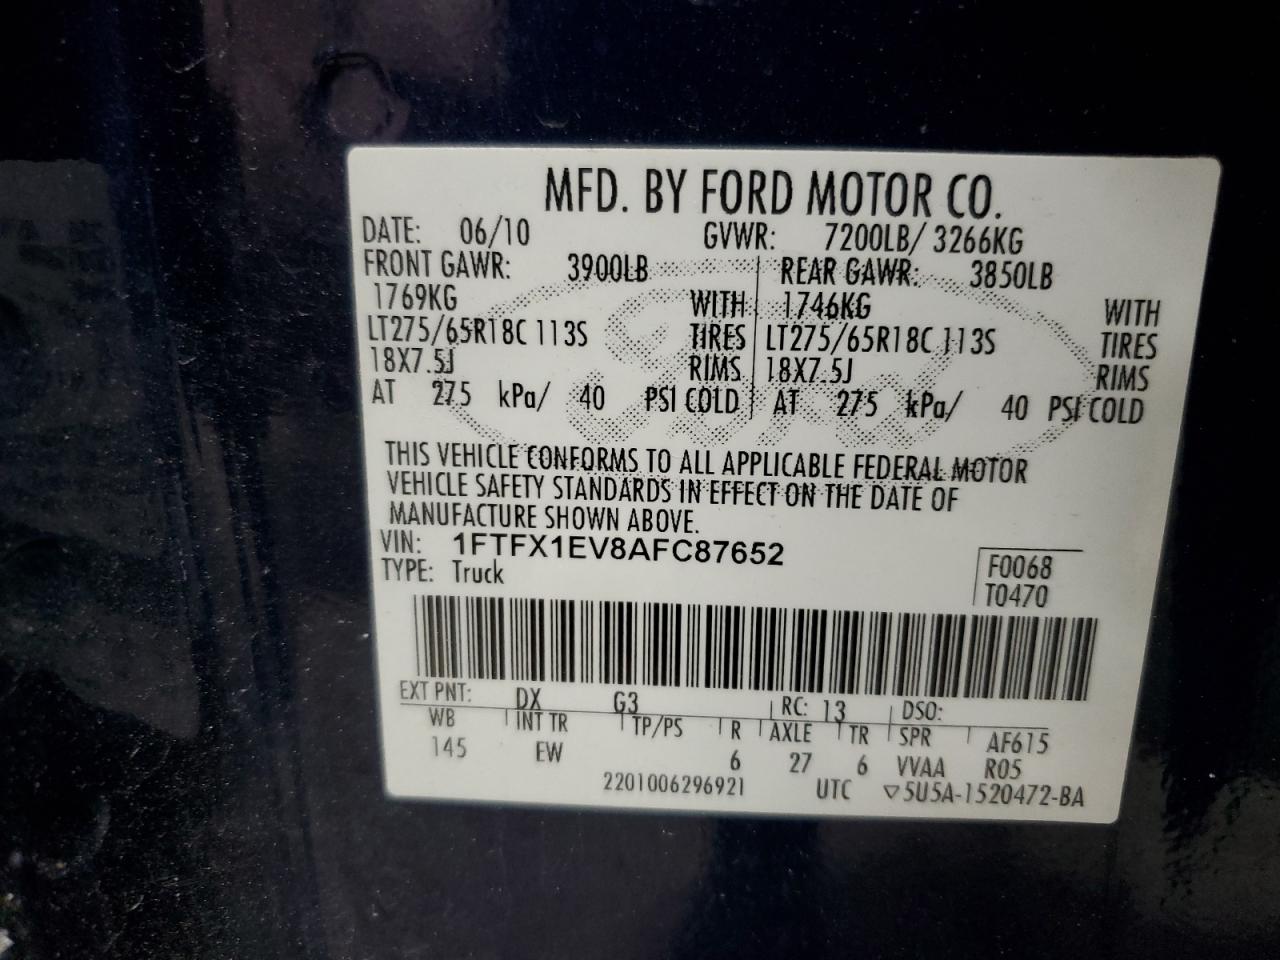 MFD. BY FORD MOTOR CO.
DATE: 06/10 GVWR: 7200LB/ 3266KG
FRONT GAWR: 3900LB REAR GAWR: 3850LB
1769KG WITH 1746KG WITH
LT275/65R18C 113S TIRES LT275/65R18C 113S TIRES
18X7.5J RIMS 18X7.5J RIMS
AT 275 kPa/ 40 PSI COLD AT 275 kPa/ 40 PSI COLD
THIS VEHICLE CONFORMS TO ALL APPLICABLE FEDERAL MOTOR
VEHICLE SAFETY STANDARDS IN EFFECT ON THE DATE OF
MANUFACTURE SHOWN ABOVE.
VIN: 1FTFX1EV8AFC87652
TYPE: Truck
F0068
T0470
EXT PNT: DX G3 RC: 13 DSO:
WB INT TR TP/PS R AXLE TR SPR AF615
145 EW 6 27 6 VVAA R05
2201006296921 UTC ▽5U5A-1520472-BA
Ford